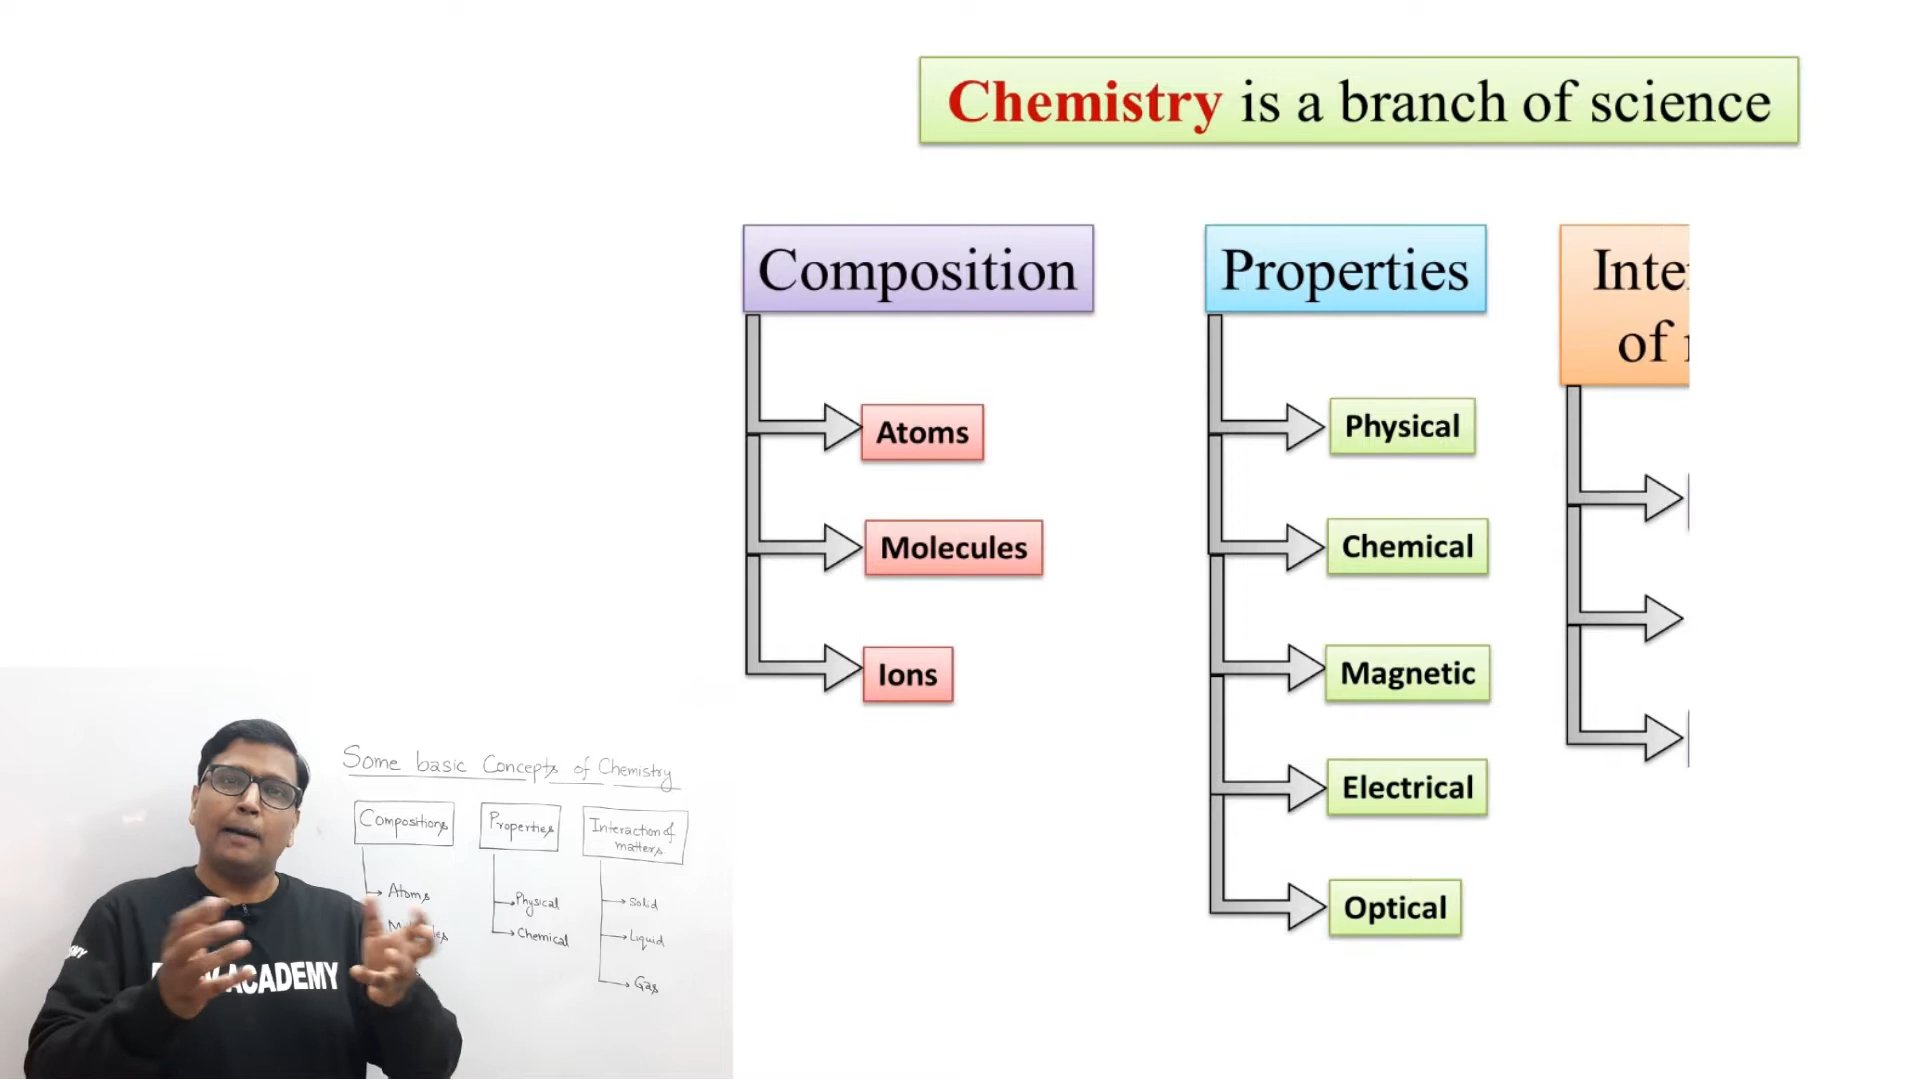 Chemistry is a branch of science
Composition
Atoms
Molecules
Ions
Properties
Physical
Chemical
Magnetic
Electrical
Optical
of
Some basic Concepts of Chemistry
Compositions
Atoms
Properties
Physical
Chemical
Interaction of
matters
Solid
Liquid
Gas
ACADEMY